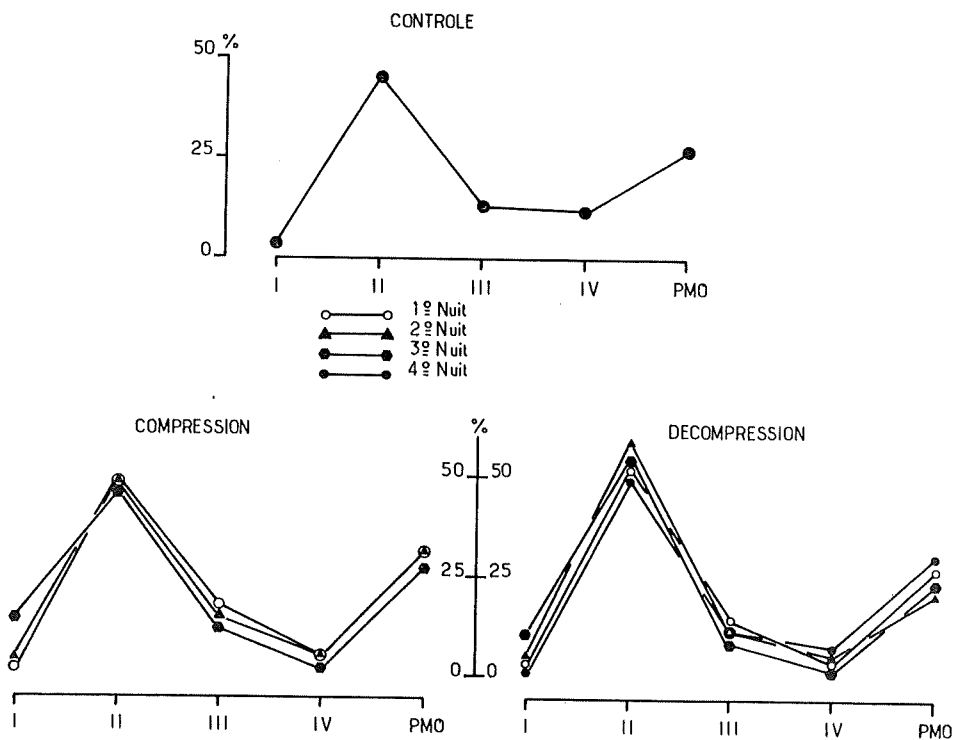 CONTROLE
%
50
25
0
I II III IV PMO
1º Nuit
2º Nuit
3º Nuit
4º Nuit
COMPRESSION
%
DECOMPRESSION
50 50
25 25
0 0
I II III IV PMO
I II III IV PMO